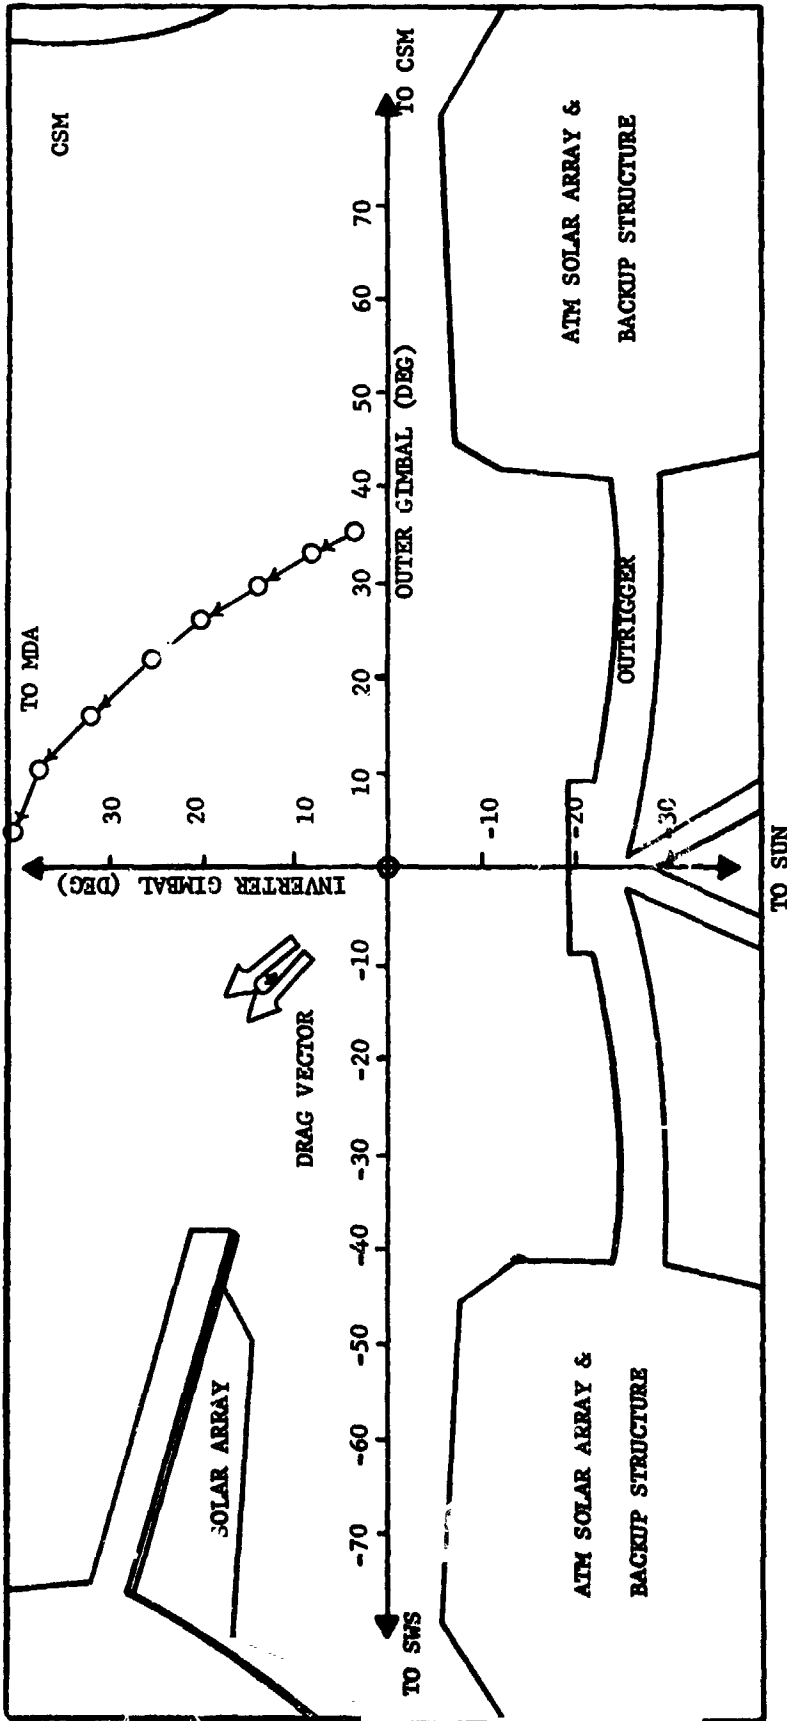 CSM
TO MDA
TO CSM
OUTER GIMBAL (DEG)
INVERTER GIMBAL (DEG)
30
20
10
-10
-20
-30
-70
-60
-50
-40
-30
-20
-10
10
20
30
40
50
60
70
DRAG VECTOR
SOLAR ARRAY
TO SWS
TO SUN
OUTRIGGER
ATM SOLAR ARRAY &
BACKUP STRUCTURE
ATM SOLAR ARRAY &
BACKUP STRUCTURE